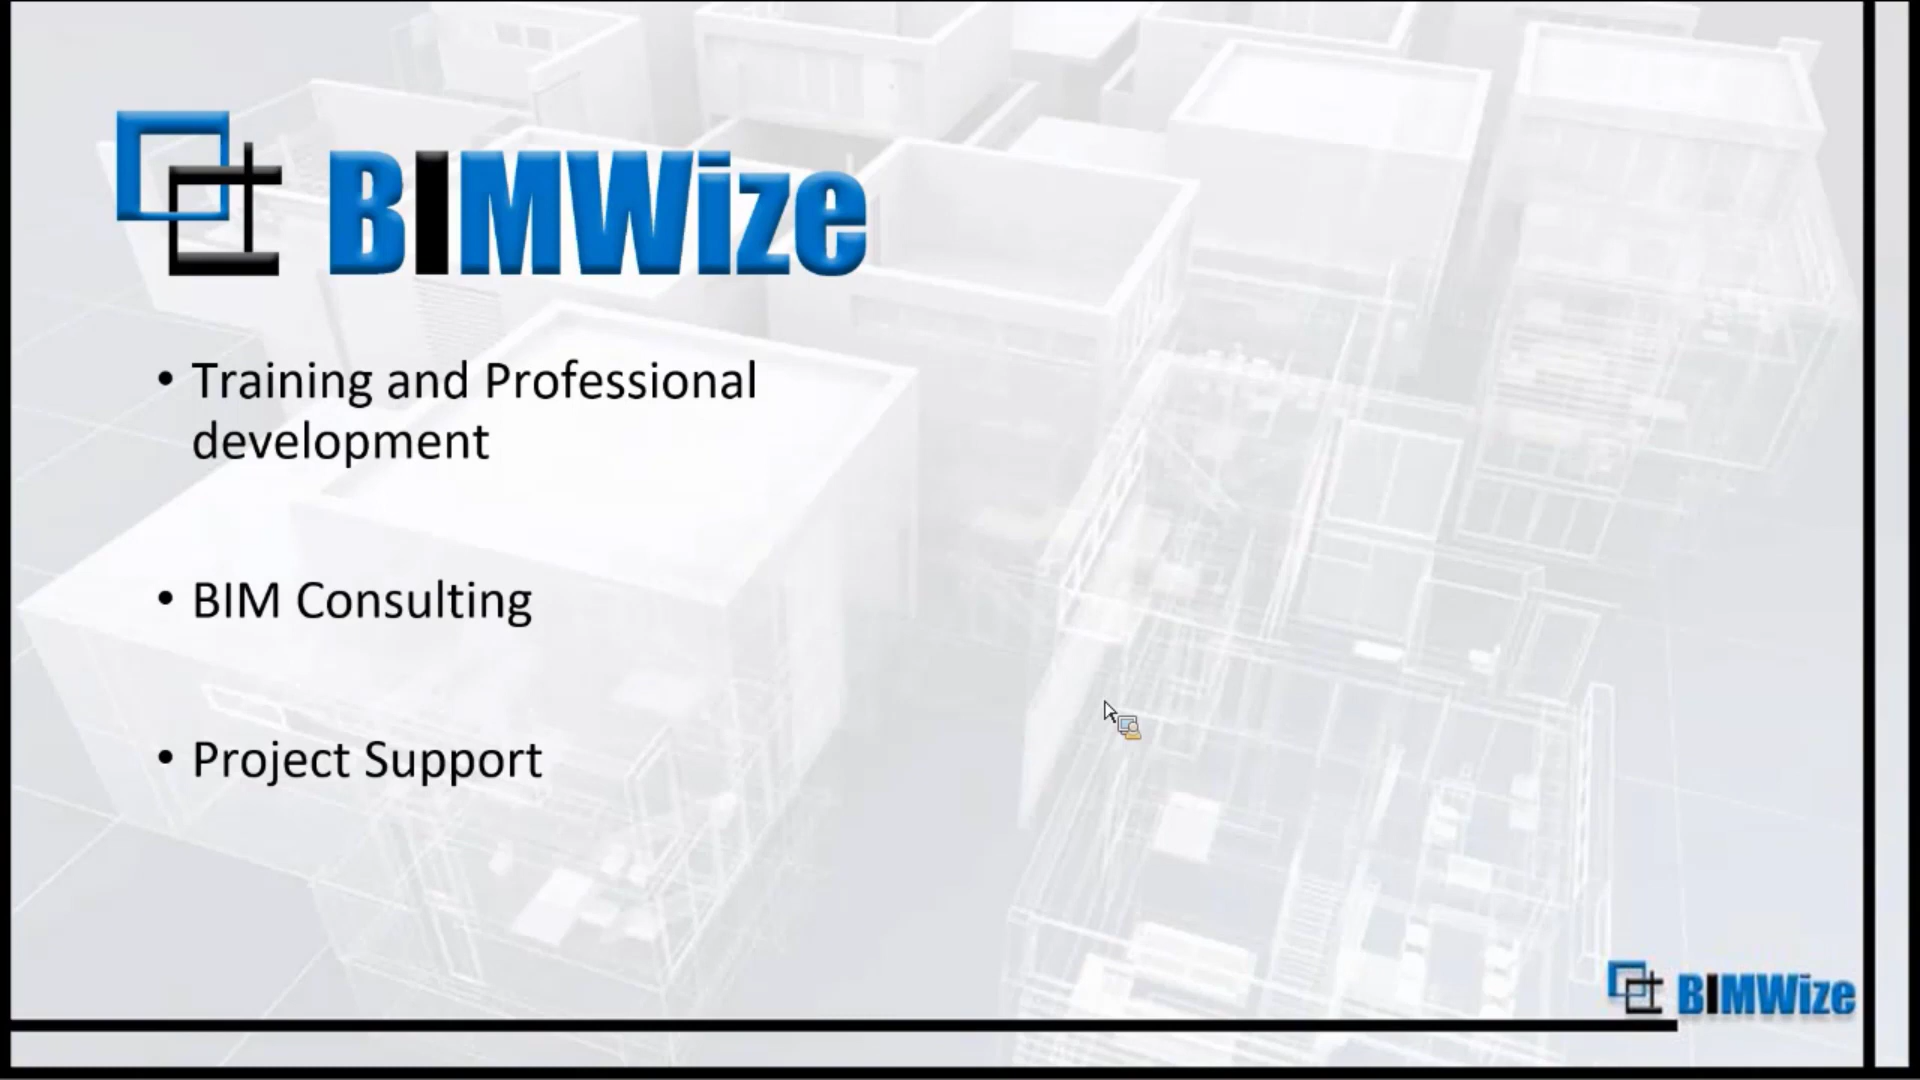 BIMWize
• Training and Professional
development
• BIM Consulting
• Project Support
BIMWize